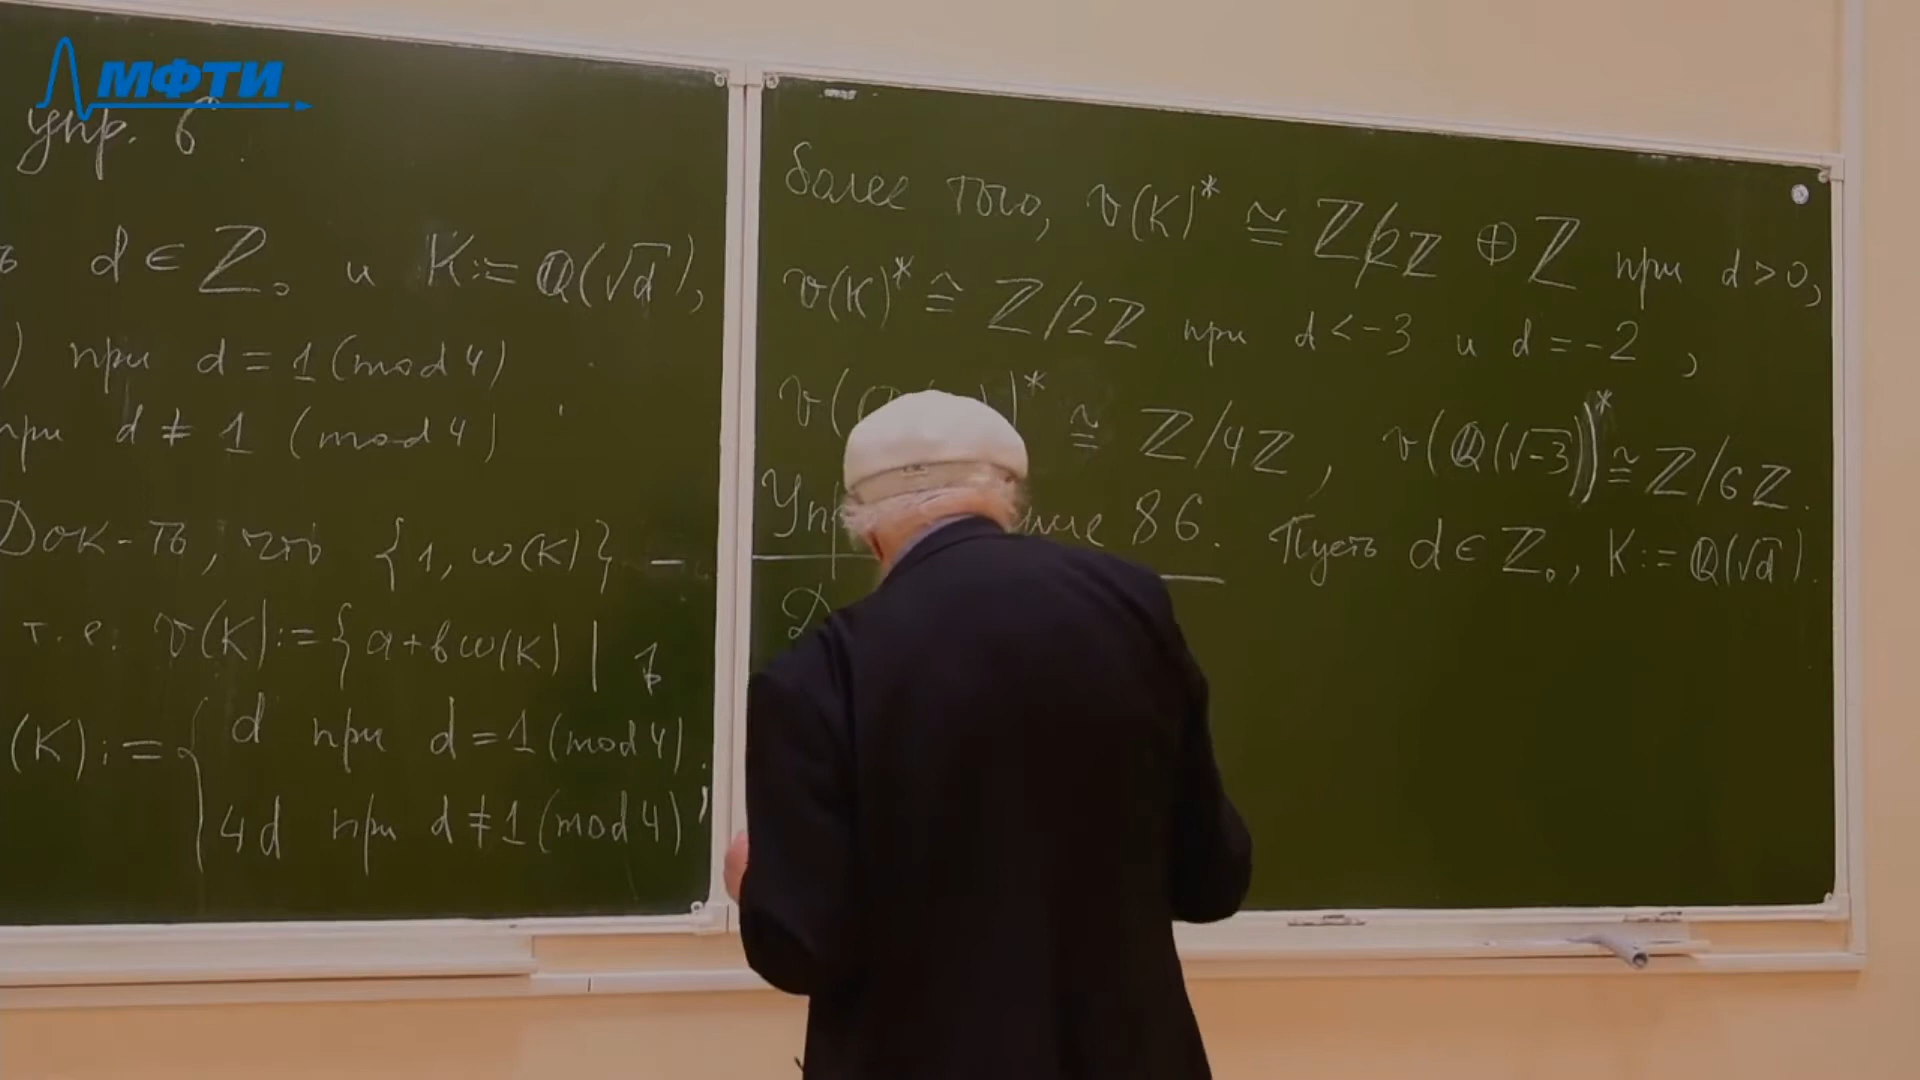 МФТИ
упр. 6.
d ∈ ℤ₀ и K := ℚ(√d),
) при d = 1 (mod 4)
при d ≠ 1 (mod 4)
Док-ть, что {1, ω(K)} –
т. е. v(K) := {a + bω(K) |
(K) := { d при d = 1 (mod 4).
4d при d ≠ 1 (mod 4)
более того, v(K)* ≅ ℤ/2ℤ ⊕ ℤ при d > 0,
v(K)* ≅ ℤ/2ℤ при d < -3 и d = -2,
v( )* ≅ ℤ/4ℤ, v(ℚ(√-3))* ≅ ℤ/6ℤ.
86. Пусть d ∈ ℤ₀, K := ℚ(√d).